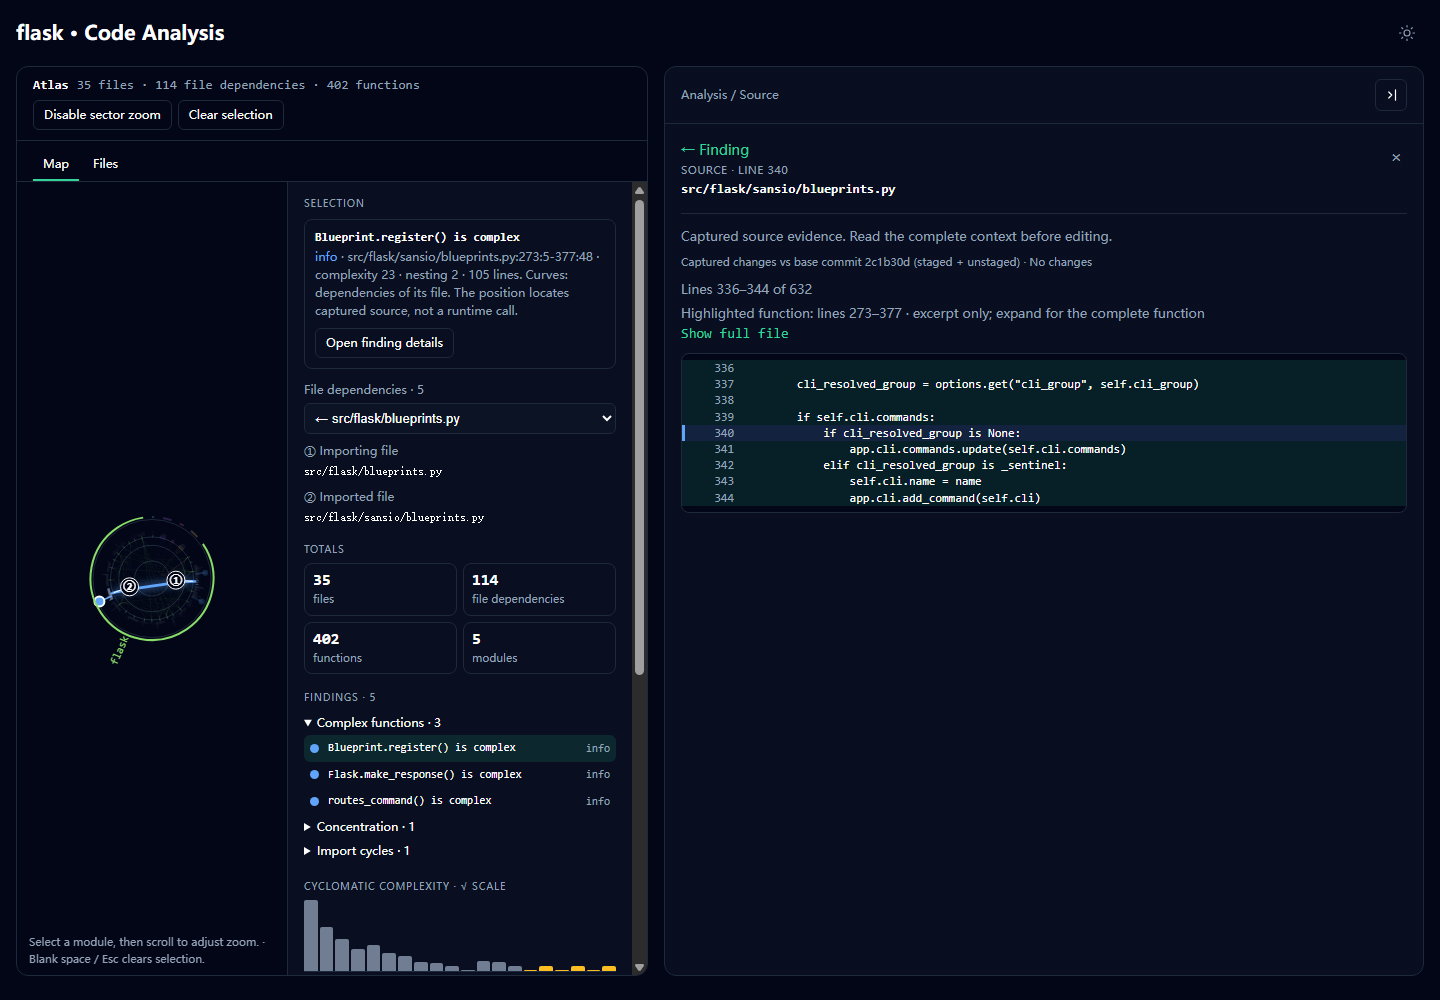 flask • Code Analysis
Atlas 35 files · 114 file dependencies · 402 functions
Disable sector zoom
Clear selection
Map
Files
flask
Select a module, then scroll to adjust zoom. ·
Blank space / Esc clears selection.
SELECTION
Blueprint.register() is complex
info · src/flask/sansio/blueprints.py:273:5-377:48 ·
complexity 23 · nesting 2 · 105 lines. Curves:
dependencies of its file. The position locates
captured source, not a runtime call.
Open finding details
File dependencies · 5
← src/flask/blueprints.py
① Importing file
src/flask/blueprints.py
② Imported file
src/flask/sansio/blueprints.py
① ②
TOTALS
35
files
114
file dependencies
402
functions
5
modules
FINDINGS · 5
▼ Complex functions · 3
Blueprint.register() is complex info
Flask.make_response() is complex info
routes_command() is complex info
▶ Concentration · 1
▶ Import cycles · 1
CYCLOMATIC COMPLEXITY · √ SCALE
Analysis / Source
← Finding
SOURCE · LINE 340
src/flask/sansio/blueprints.py
×
Captured source evidence. Read the complete context before editing.
Captured changes vs base commit 2c1b30d (staged + unstaged) · No changes
Lines 336–344 of 632
Highlighted function: lines 273–377 · excerpt only; expand for the complete function
Show full file
336
337 cli_resolved_group = options.get("cli_group", self.cli_group)
338
339 if self.cli.commands:
340 if cli_resolved_group is None:
341 app.cli.commands.update(self.cli.commands)
342 elif cli_resolved_group is _sentinel:
343 self.cli.name = name
344 app.cli.add_command(self.cli)